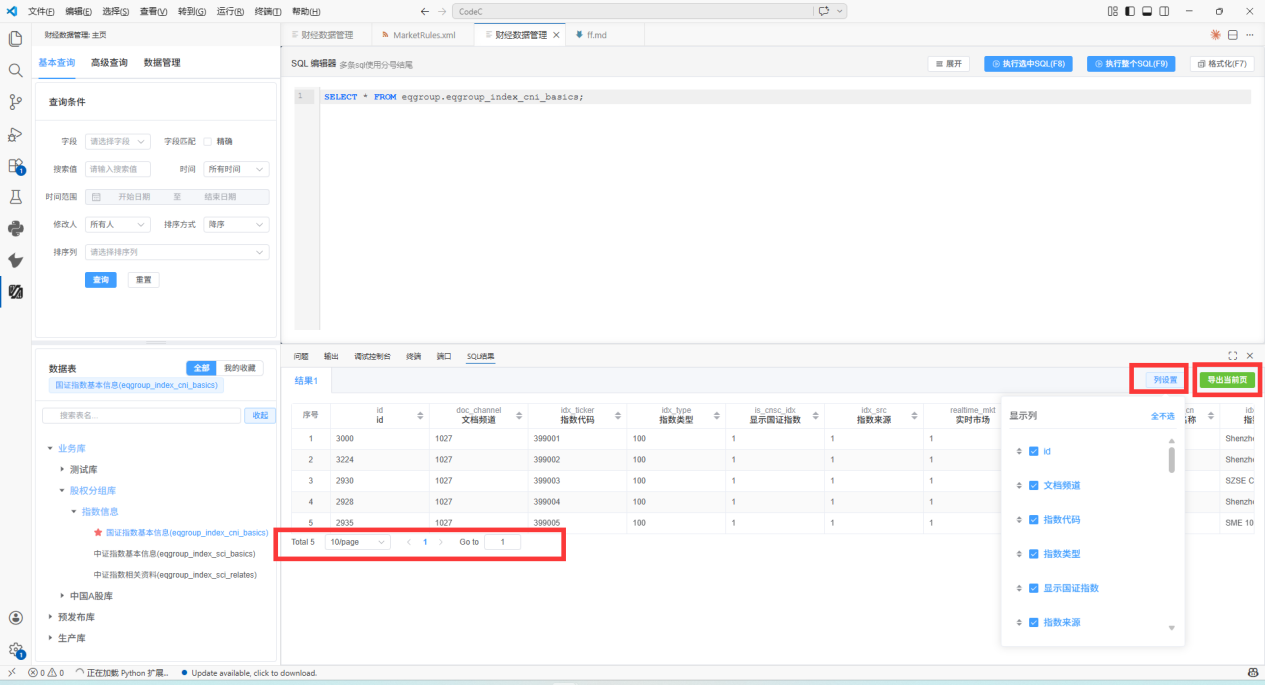 文件(F) 编辑(E) 选择(S) 查看(V) 转到(G) 运行(R) 终端(T) 帮助(H)
CodeC
财经数据管理: 主页
财经数据管理
MarketRules.xml
财经数据管理
ff.md
基本查询 高级查询 数据管理
查询条件
字段 请选择字段 字段匹配 精确
搜索值 请输入搜索值 时间 所有时间
时间范围 开始日期 至 结束日期
修改人 所有人 排序方式 降序
排序列 请选择排序列
查询 重置
SQL 编辑器 多条sql使用分号结尾
展开 执行选中SQL(F8) 执行整个SQL(F9) 格式化(F7)
1 SELECT * FROM eqgroup.eqgroup_index_cni_basics;
数据表 全部 我的收藏
国证指数基本信息(eqgroup_index_cni_basics)
搜索表名... 收起
业务库
测试库
股权分组库
指数信息
国证指数基本信息(eqgroup_index_cni_basics)
中证指数基本信息(eqgroup_index_sci_basics)
中证指数相关资料(eqgroup_index_sci_relates)
中国A股库
预发布库
生产库
问题 输出 调试控制台 终端 端口 SQL结果
结果1
列设置 导出当前页
序号 id doc_channel idx_ticker idx_type is_cnsc_idx idx_src realtime_mkt cn id
id 文档频道 指数代码 指数类型 显示国证指数 指数来源 实时市场 称
1 3000 1027 399001 100 1 1 1 Shenzhe
2 3224 1027 399002 100 1 1 1 Shenzhe
3 2930 1027 399003 100 1 1 1 SZSE C
4 2928 1027 399004 100 1 1 1 Shenzhe
5 2935 1027 399005 100 1 1 1 SME 10
Total 5 10/page 1 Go to 1
显示列 全不选
id
文档频道
指数代码
指数类型
显示国证指数
指数来源
0 0 正在加载 Python 扩展... Update available, click to download.